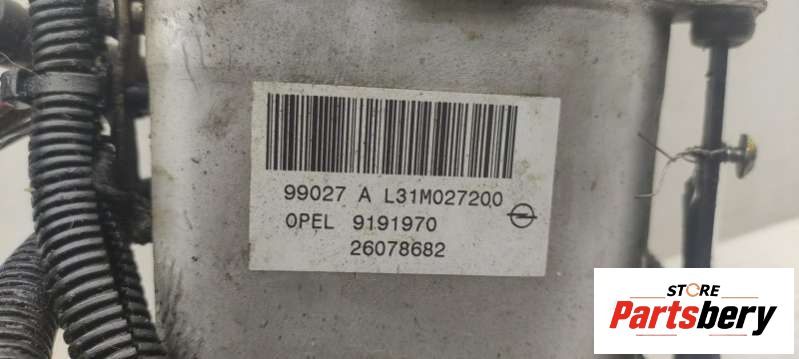 99027 A L31M027200
OPEL 9191970
26078682
STORE
Partsbery